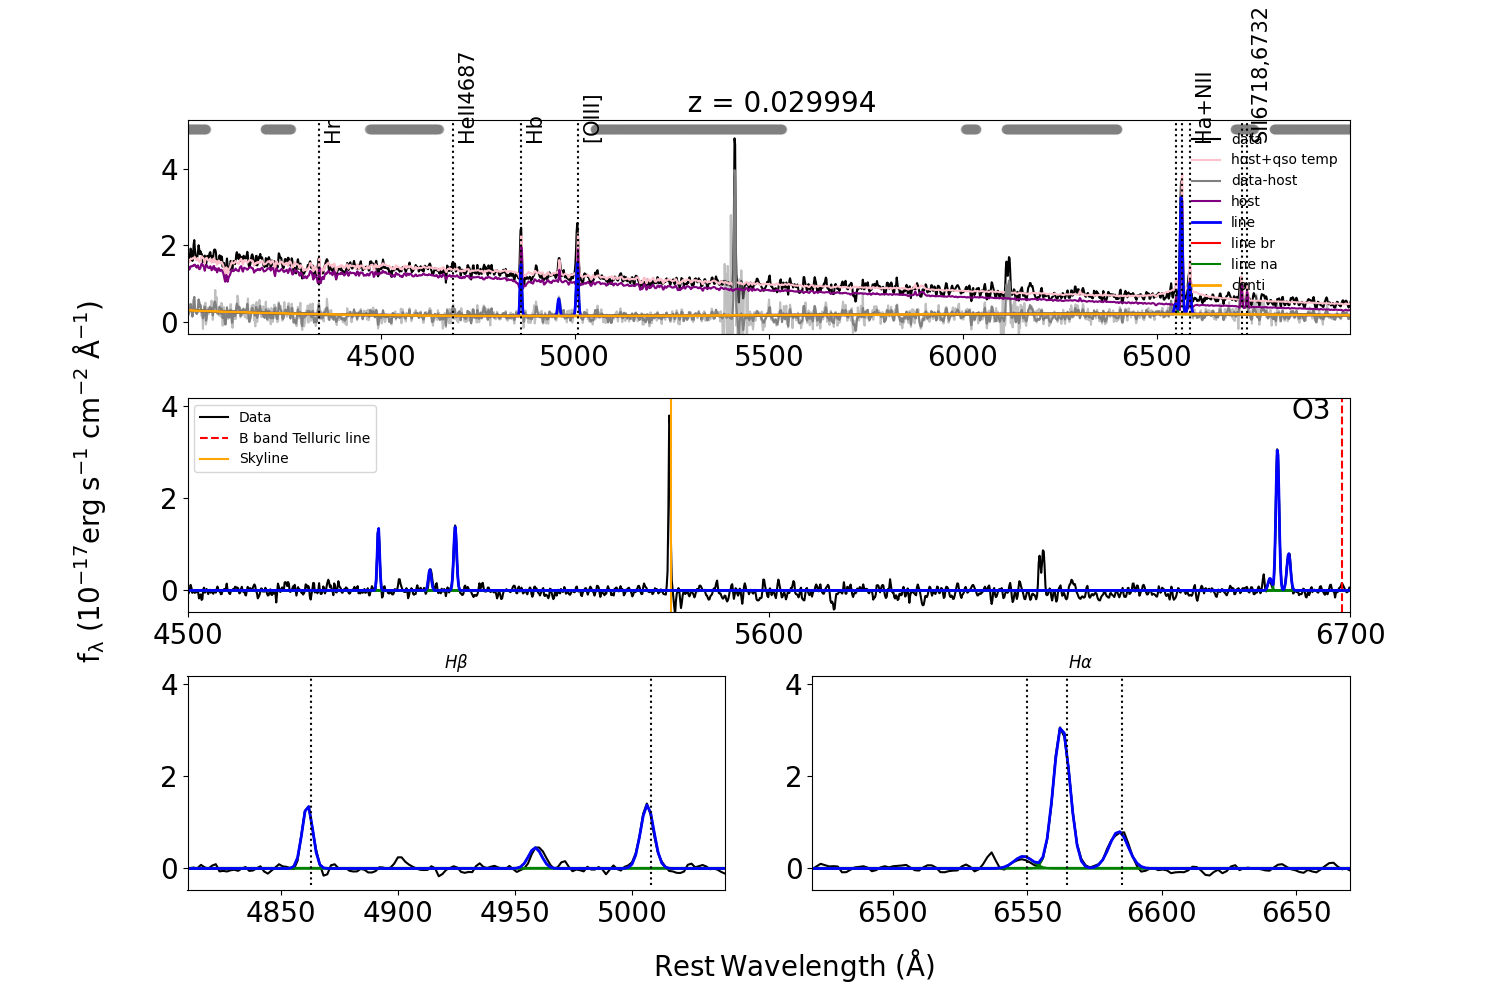 z = 0.029994
Hr
HeII4687
Hb
[OIII]
Ha+NII
SII6718,6732
data
host+qso temp
data-host
host
line
line br
line na
conti
4
2
0
4500
5000
5500
6000
6500
Data
B band Telluric line
Skyline
O3
4
2
0
4500
5600
6700
Hβ
4
2
0
4850
4900
4950
5000
Hα
4
2
0
6500
6550
6600
6650
fλ (10⁻¹⁷erg s⁻¹ cm⁻² Å⁻¹)
Rest Wavelength (Å)